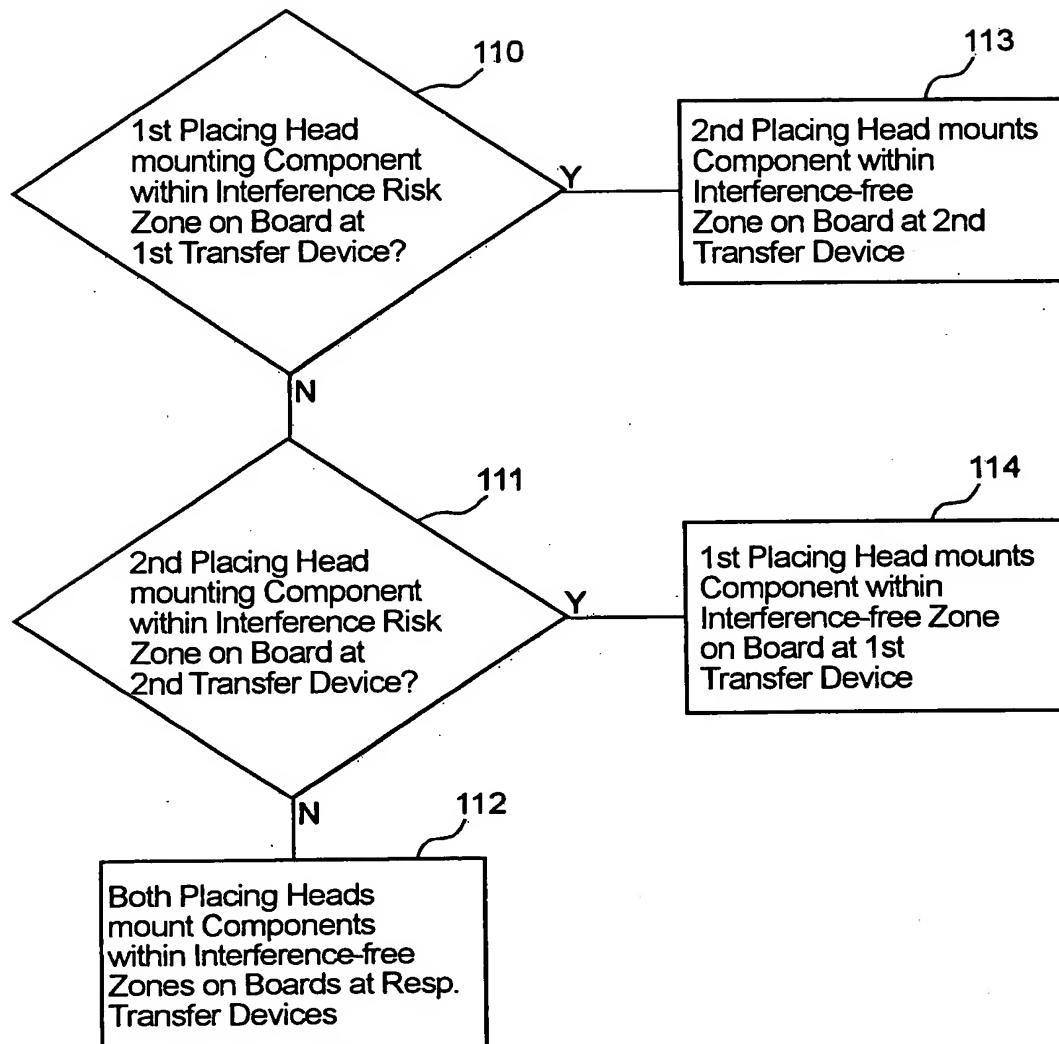 110
1st Placing Head
mounting Component
within Interference Risk
Zone on Board at
1st Transfer Device?
Y
N
113
2nd Placing Head mounts
Component within
Interference-free
Zone on Board at 2nd
Transfer Device
111
2nd Placing Head
mounting Component
within Interference Risk
Zone on Board at
2nd Transfer Device?
Y
N
114
1st Placing Head mounts
Component within
Interference-free Zone
on Board at 1st
Transfer Device
112
Both Placing Heads
mount Components
within Interference-free
Zones on Boards at Resp.
Transfer Devices